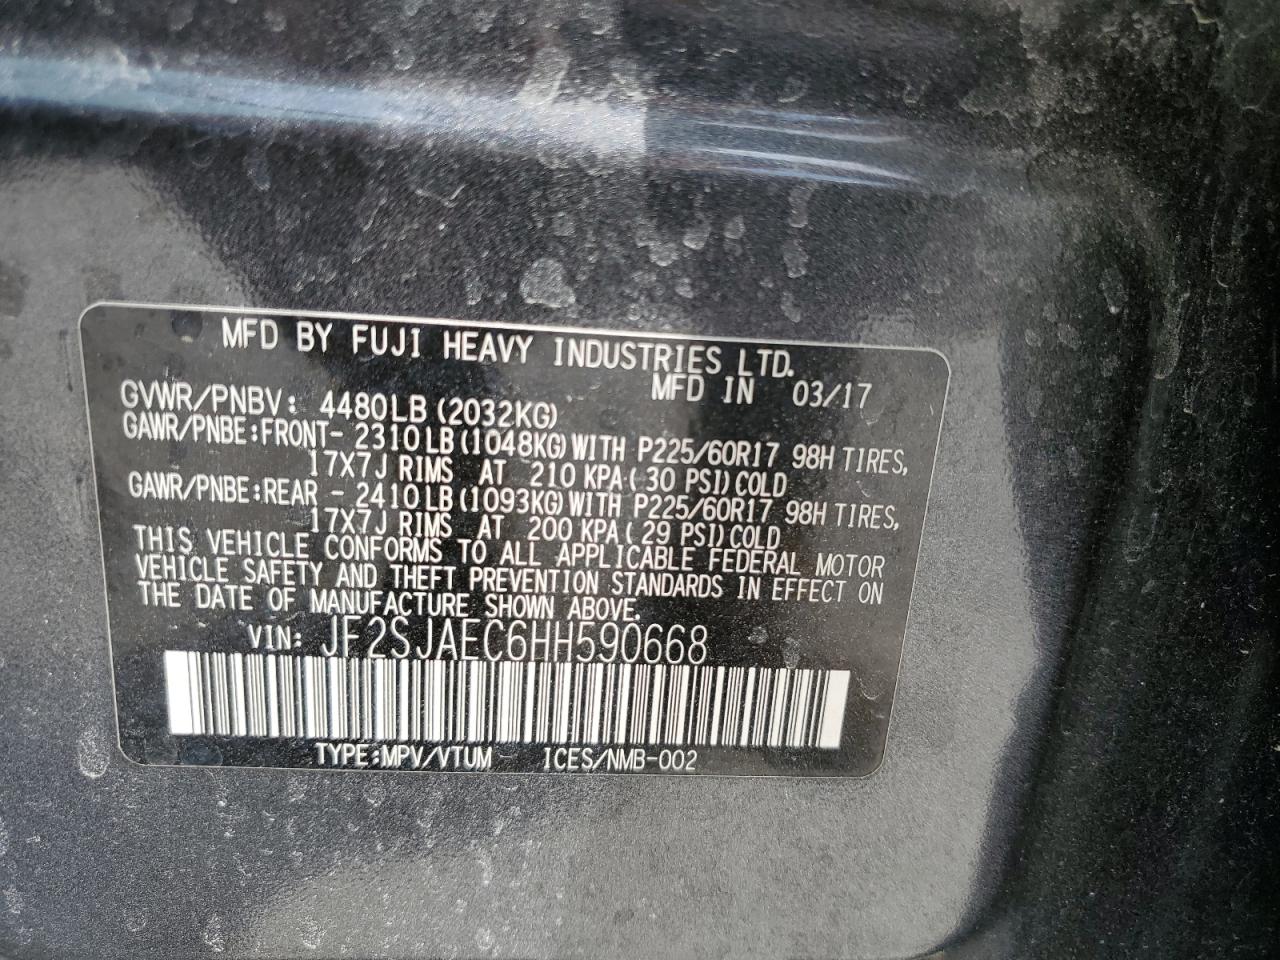 MFD BY FUJI HEAVY INDUSTRIES LTD.
MFD IN 03/17
GVWR/PNBV: 4480LB (2032KG)
GAWR/PNBE:FRONT- 2310LB(1048KG)WITH P225/60R17 98H TIRES,
17X7J RIMS AT 210 KPA( 30 PSI)COLD
GAWR/PNBE:REAR - 2410LB(1093KG)WITH P225/60R17 98H TIRES,
17X7J RIMS AT 200 KPA( 29 PSI)COLD
THIS VEHICLE CONFORMS TO ALL APPLICABLE FEDERAL MOTOR
VEHICLE SAFETY AND THEFT PREVENTION STANDARDS IN EFFECT ON
THE DATE OF MANUFACTURE SHOWN ABOVE.
VIN: JF2SJAEC6HH590668
TYPE:MPV/VTUM ICES/NMB-002